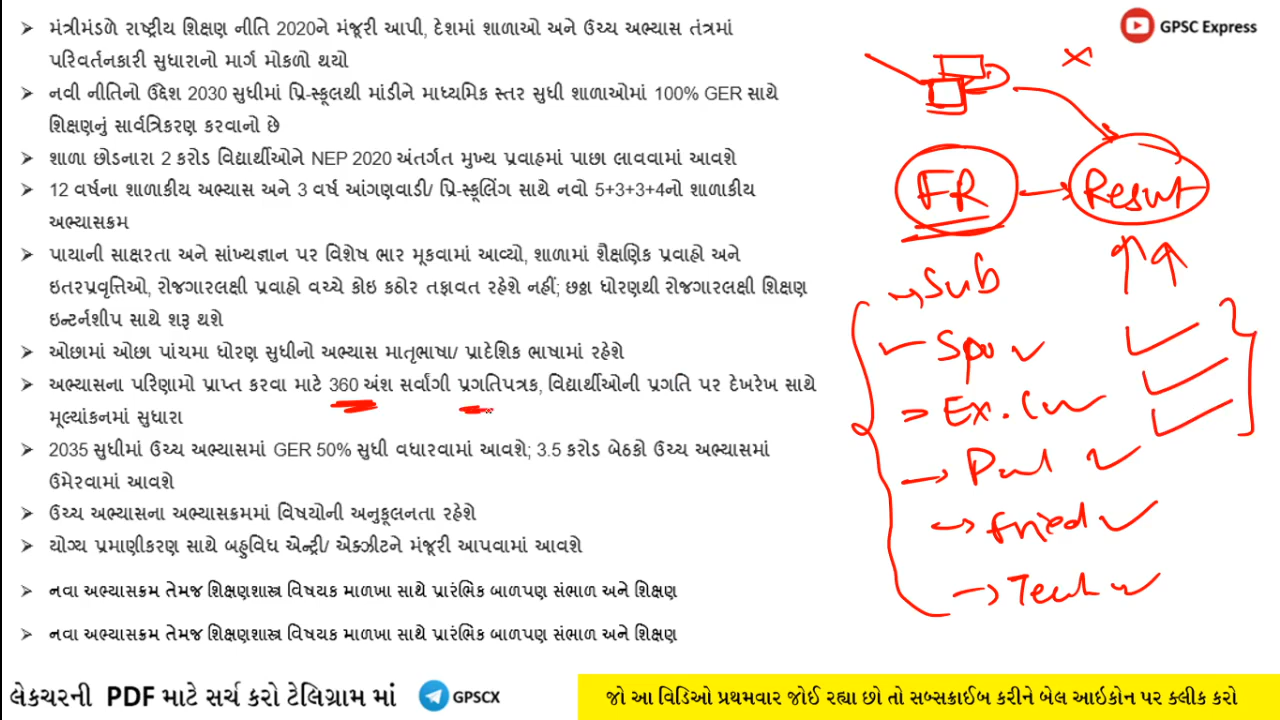 GPSC Express
➢ મંત્રીમંડળે રાષ્ટ્રીય શિક્ષણ નીતિ 2020ને મંજૂરી આપી, દેશમાં શાળાઓ અને ઉચ્ચ અભ્યાસ તંત્રમાં
પરિવર્તનકારી સુધારાનો માર્ગ મોકળો થયો
➢ નવી નીતિનો ઉદ્દેશ 2030 સુધીમાં પ્રિ-સ્કૂલથી માંડીને માધ્યમિક સ્તર સુધી શાળાઓમાં 100% GER સાથે
શિક્ષણનું સાર્વત્રિકરણ કરવાનો છે
➢ શાળા છોડનારા 2 કરોડ વિદ્યાર્થીઓને NEP 2020 અંતર્ગત મુખ્ય પ્રવાહમાં પાછા લાવવામાં આવશે
➢ 12 વર્ષના શાળાકીય અભ્યાસ અને 3 વર્ષ આંગણવાડી/ પ્રિ-સ્કૂલિંગ સાથે નવો 5+3+3+4નો શાળાકીય
અભ્યાસક્રમ
➢ પાયાની સાક્ષરતા અને સાંખ્યજ્ઞાન પર વિશેષ ભાર મૂકવામાં આવ્યો, શાળામાં શૈક્ષણિક પ્રવાહો અને
ઇતરપ્રવૃત્તિઓ, રોજગારલક્ષી પ્રવાહો વચ્ચે કોઇ કઠોર તફાવત રહેશે નહીં; છઠ્ઠા ધોરણથી રોજગારલક્ષી શિક્ષણ
ઇન્ટર્નશીપ સાથે શરૂ થશે
➢ ઓછામાં ઓછા પાંચમા ધોરણ સુધીનો અભ્યાસ માતૃભાષા/ પ્રાદેશિક ભાષામાં રહેશે
➢ અભ્યાસના પરિણામો પ્રાપ્ત કરવા માટે 360 અંશ સર્વાંગી પ્રગતિપત્રક, વિદ્યાર્થીઓની પ્રગતિ પર દેખરેખ સાથે
મૂલ્યાંકનમાં સુધારા
➢ 2035 સુધીમાં ઉચ્ચ અભ્યાસમાં GER 50% સુધી વધારવામાં આવશે; 3.5 કરોડ બેઠકો ઉચ્ચ અભ્યાસમાં
ઉમેરવામાં આવશે
➢ ઉચ્ચ અભ્યાસના અભ્યાસક્રમમાં વિષયોની અનુકૂલનતા રહેશે
➢ યોગ્ય પ્રમાણીકરણ સાથે બહુવિધ એન્ટ્રી/ એક્ઝીટને મંજૂરી આપવામાં આવશે
➢ નવા અભ્યાસક્રમ તેમજ શિક્ષણશાસ્ત્ર વિષયક માળખા સાથે પ્રારંભિક બાળપણ સંભાળ અને શિક્ષણ
➢ નવા અભ્યાસક્રમ તેમજ શિક્ષણશાસ્ત્ર વિષયક માળખા સાથે પ્રારંભિક બાળપણ સંભાળ અને શિક્ષણ
FR
Result
Sub
Spo
Ex.
Tech
લેકચરની PDF માટે સર્ચ કરો ટેલિગ્રામ માં GPSCX
જો આ વિડિઓ પ્રથમવાર જોઈ રહ્યા છો તો સબ્સક્રાઈબ કરીને બેલ આઇકોન પર ક્લીક કરો